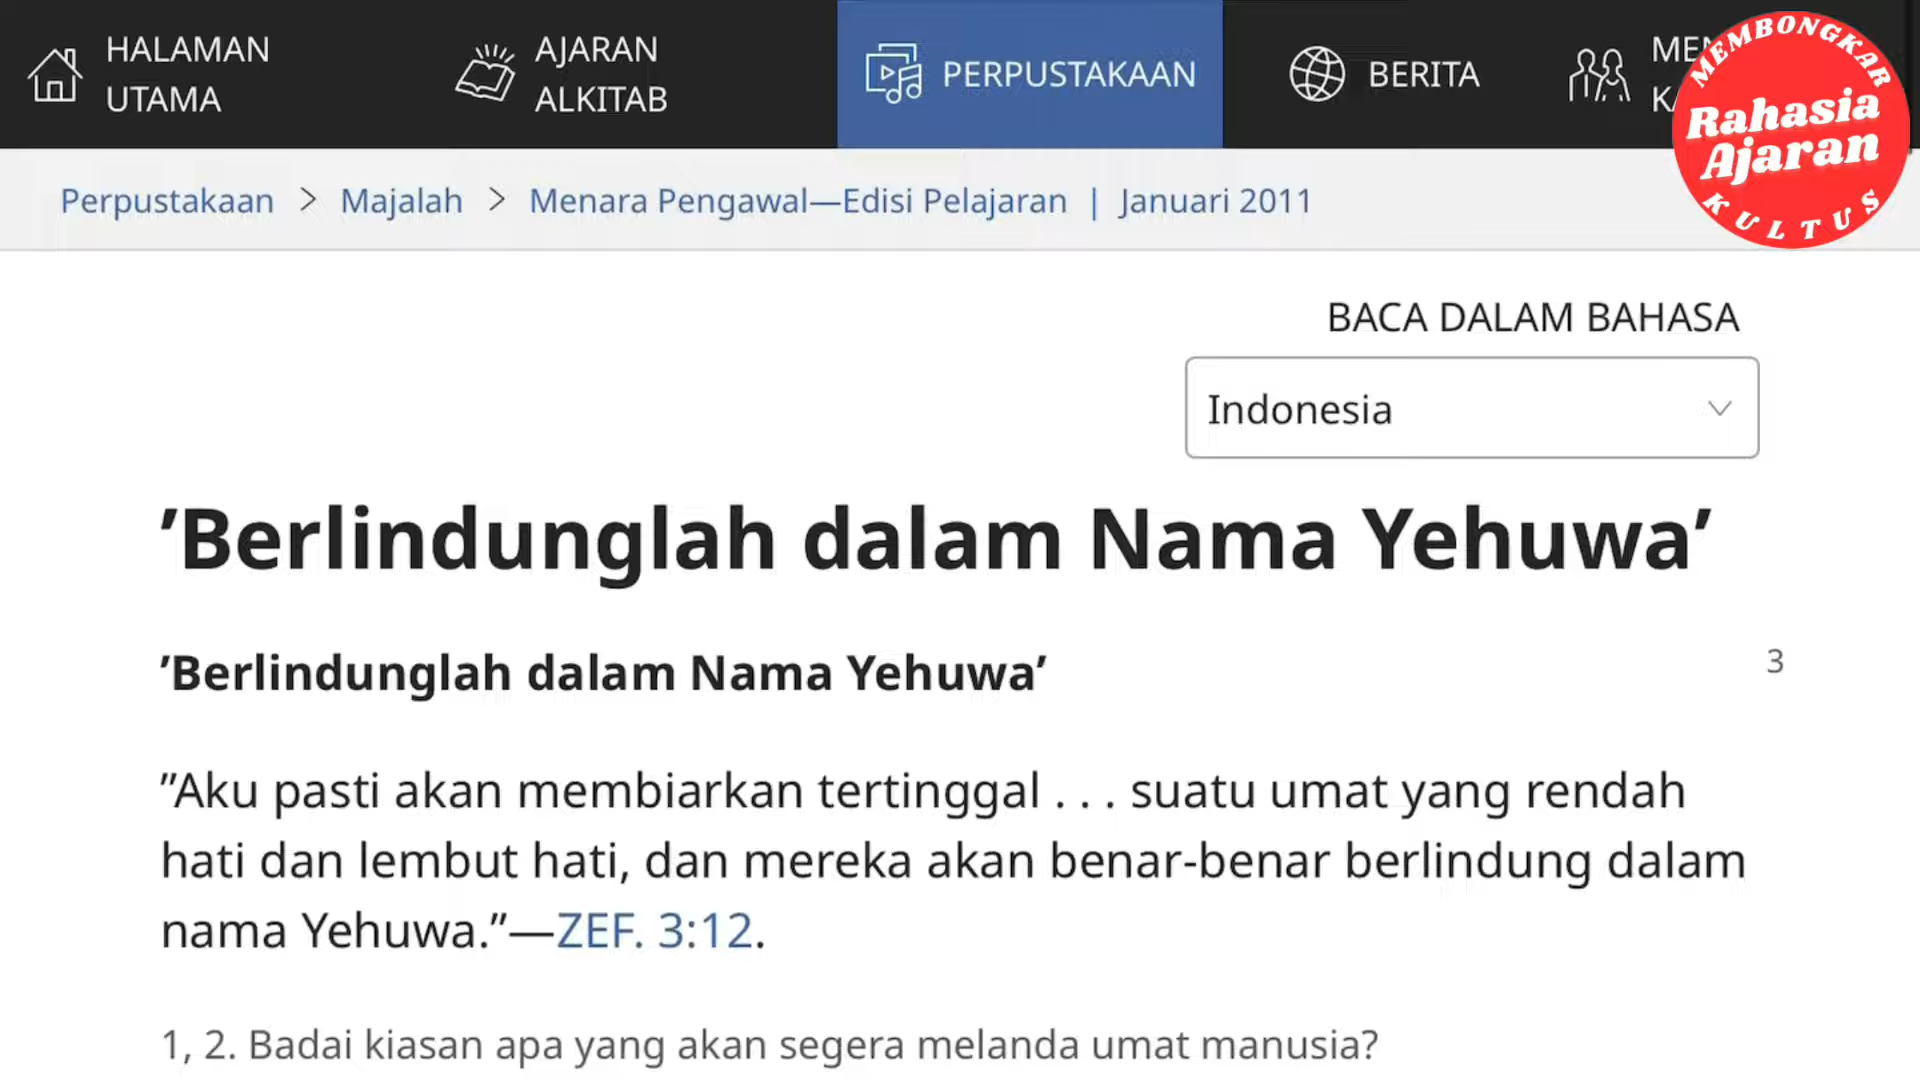 HALAMAN
UTAMA
AJARAN
ALKITAB
PERPUSTAKAAN
BERITA
MEMBONGKAR
Rahasia
Ajaran
KULTUS
Perpustakaan > Majalah > Menara Pengawal—Edisi Pelajaran | Januari 2011
BACA DALAM BAHASA
Indonesia
’Berlindunglah dalam Nama Yehuwa’
’Berlindunglah dalam Nama Yehuwa’
3
”Aku pasti akan membiarkan tertinggal . . . suatu umat yang rendah
hati dan lembut hati, dan mereka akan benar-benar berlindung dalam
nama Yehuwa.”—ZEF. 3:12.
1, 2. Badai kiasan apa yang akan segera melanda umat manusia?